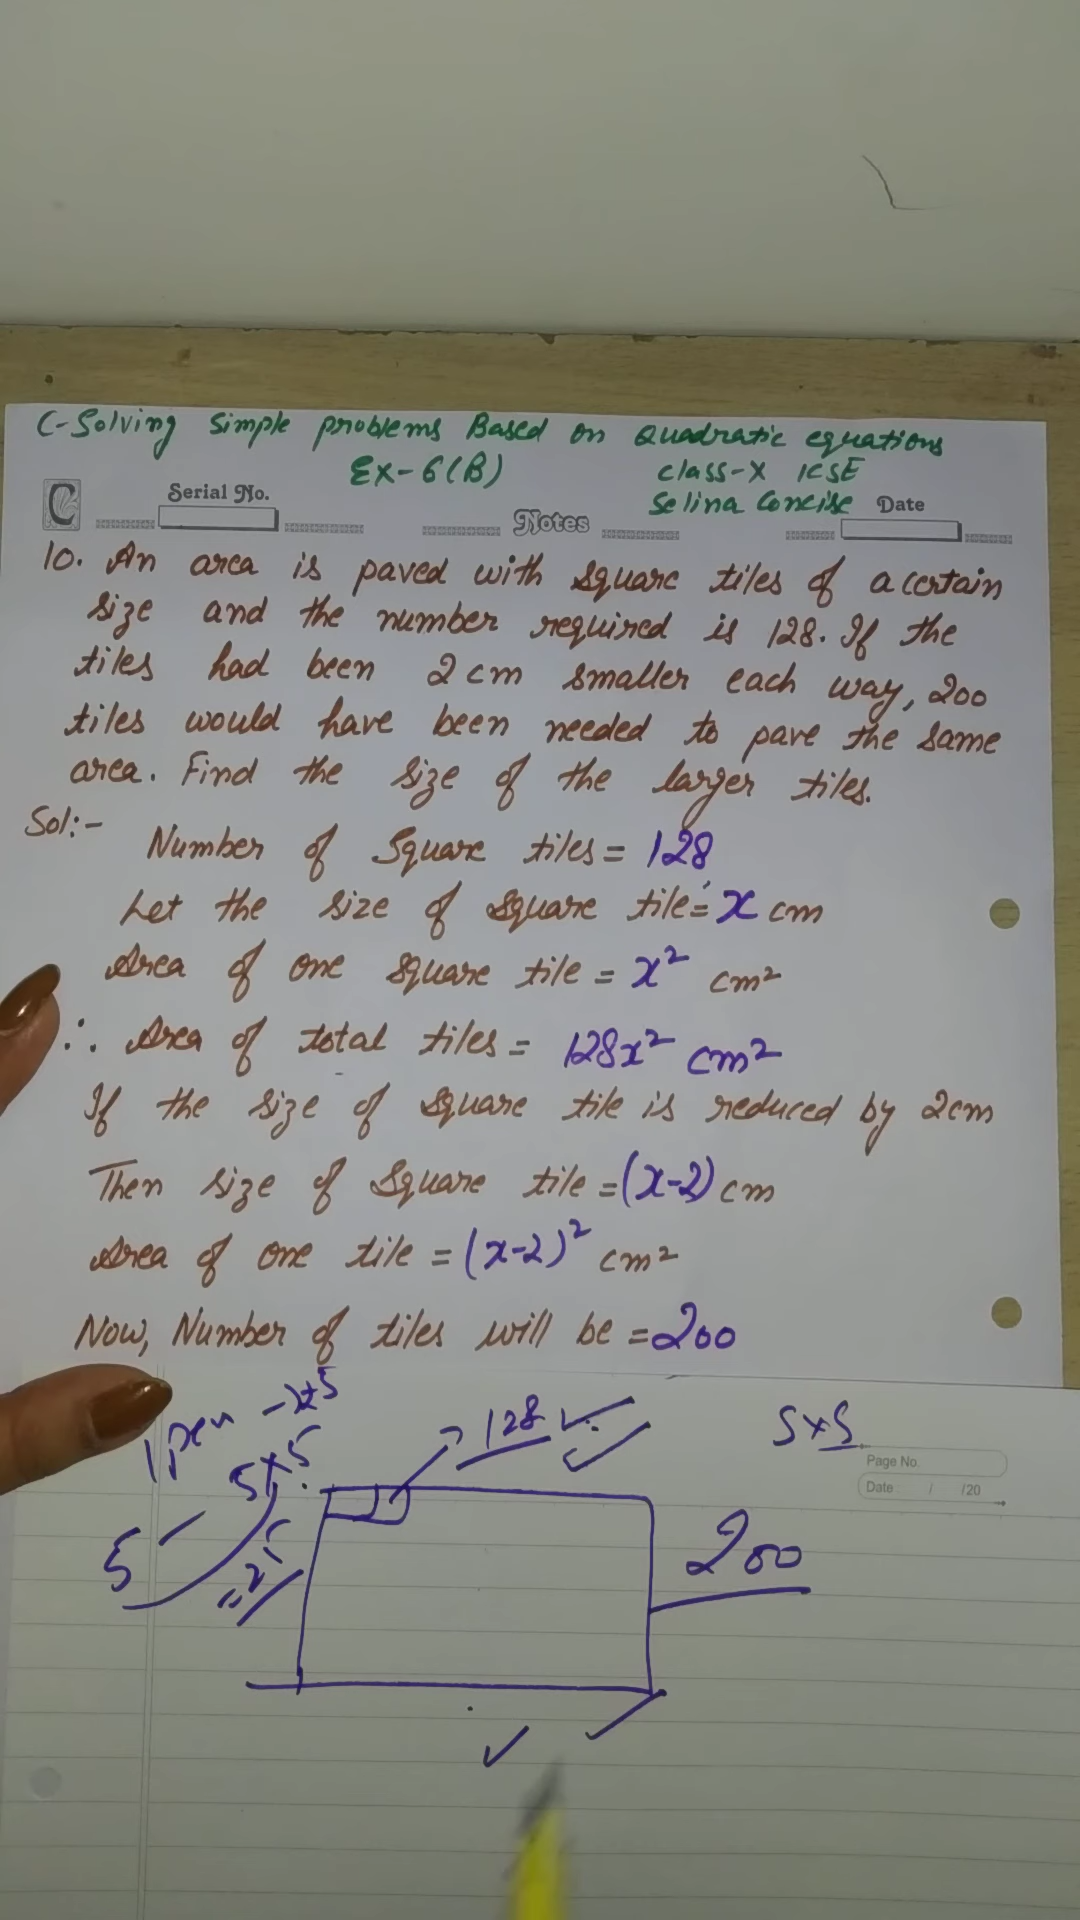 C-Solving Simple problems Based on Quadratic equations
Ex-6(B) class-X ICSE
Selina Concise
C Serial No. Notes Date
10. An area is paved with square tiles of a certain
size and the number required is 128. If the
tiles had been 2 cm smaller each way, 200
tiles would have been needed to pave the same
area. Find the size of the larger tiles.
Sol:-
Number of Square tiles = 128
Let the size of square tile = x cm
Area of one square tile = x² cm²
∴ Area of total tiles = 128x² cm²
If the size of square tile is reduced by 2cm
Then size of Square tile = (x-2) cm
Area of one tile = (x-2)² cm²
Now, Number of tiles will be = 200
1 pen
5x5
5
128
5x5
200
Page No.
Date / /20